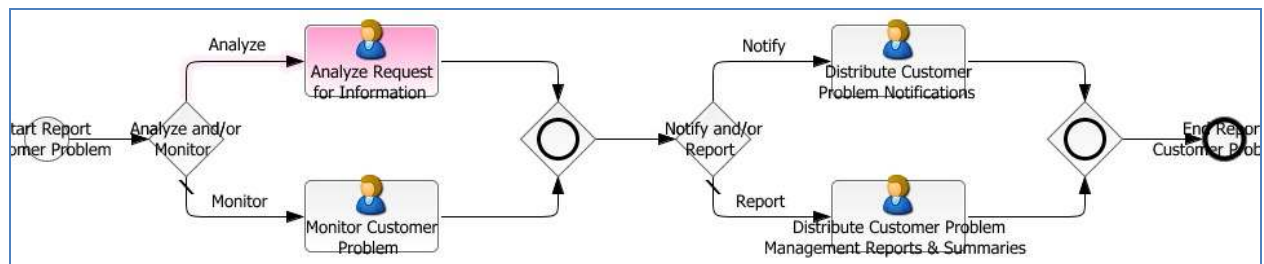 tart Report
omer Problem
Analyze and/or
Monitor
Analyze
Analyze Request
for Information
Monitor
Monitor Customer
Problem
Notify and/or
Report
Notify
Distribute Customer
Problem Notifications
Report
Distribute Customer Problem
Management Reports & Summaries
End Repor
Customer Prob